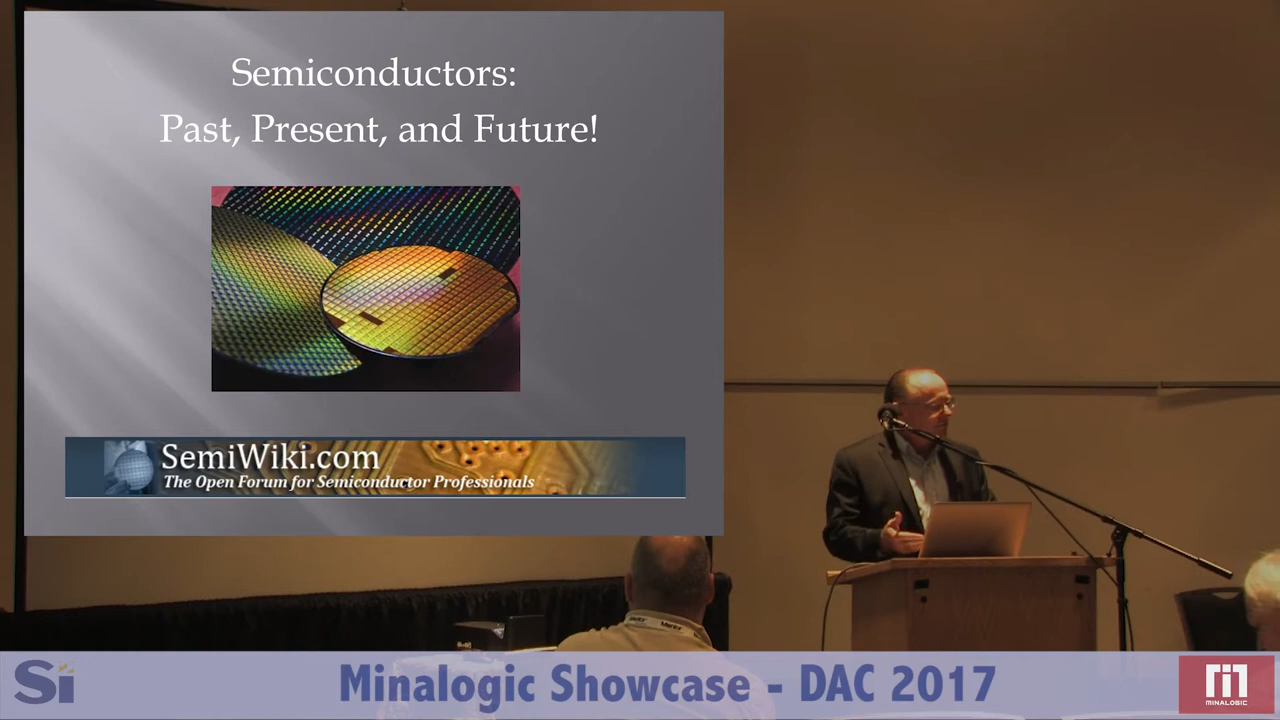 Semiconductors:
Past, Present, and Future!
SemiWiki.com
The Open Forum for Semiconductor Professionals
Mentor
Si
Minalogic Showcase - DAC 2017
MINALOGIC